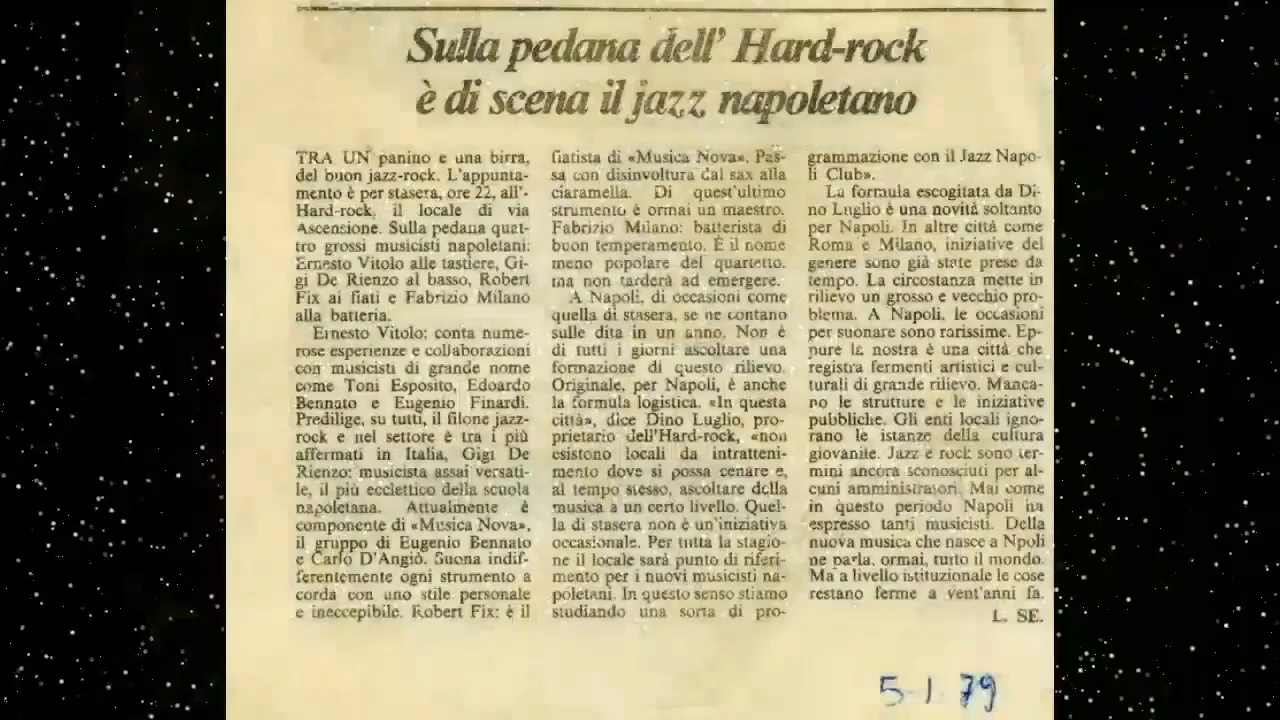 Sulla pedana dell' Hard-rock
è di scena il jazz napoletano
TRA UN panino e una birra,
del buon jazz-rock. L'appunta-
mento è per stasera, ore 22, all'-
Hard-rock, il locale di via
Ascensione. Sulla pedana quat-
tro grossi musicisti napoletani:
Ernesto Vitolo alle tastiere, Gi-
gi De Rienzo al basso, Robert
Fix ai fiati e Fabrizio Milano
alla batteria.
Ernesto Vitolo: conta nume-
rose esperienze e collaborazioni
con musicisti di grande nome
come Toni Esposito, Edoardo
Bennato e Eugenio Finardi.
Predilige, su tutti, il filone jazz-
rock e nel settore è tra i più
affermati in Italia, Gigi De
Rienzo: musicista assai versati-
le, il più ecclettico della scuola
napoletana. Attualmente è
componente di «Musica Nova»,
il gruppo di Eugenio Bennato
e Carlo D'Angiò. Suona indif-
ferentemente ogni strumento a
corda con uno stile personale
e ineccepibile. Robert Fix: è il
fiatista di «Musica Nova». Pas-
sa con disinvoltura dal sax alla
ciaramella. Di quest'ultimo
strumento è ormai un maestro.
Fabrizio Milano: batterista di
buon temperamento. È il nome
meno popolare del quartetto.
ma non tarderà ad emergere.
A Napoli, di occasioni come
quella di stasera, se ne contano
sulle dita in un anno. Non è
di tutti i giorni ascoltare una
formazione di questo rilievo.
Originale, per Napoli, è anche
la formula logistica. «In questa
città», dice Dino Luglio, pro-
prietario dell'Hard-rock, «non
esistono locali da intratteni-
mento dove si possa cenare e,
al tempo stesso, ascoltare della
musica a un certo livello. Quel-
la di stasera non è un'iniziativa
occasionale. Per tutta la stagio-
ne il locale sarà punto di riferi-
mento per i nuovi musicisti na-
poletani. In questo senso stiamo
studiando una sorta di pro-
grammazione con il Jazz Napo-
li Club».
La formula escogitata da Di-
no Luglio è una novità soltanto
per Napoli. In altre città come
Roma e Milano, iniziative del
genere sono già state prese da
tempo. La circostanza mette in
rilievo un grosso e vecchio pro-
blema. A Napoli, le occasioni
per suonare sono rarissime. Ep-
pure la nostra è una città che
registra fermenti artistici e cul-
turali di grande rilievo. Manca-
no le strutture e le iniziative
pubbliche. Gli enti locali igno-
rano le istanze della cultura
giovanile. Jazz e rock sono ter-
mini ancora sconosciuti per al-
cuni amministratori. Mai come
in questo periodo Napoli ha
espresso tanti musicisti. Della
nuova musica che nasce a Npoli
ne parla, ormai, tutto il mondo.
Ma a livello istituzionale le cose
restano ferme a vent'anni fa.
L. SE.
5-1 79